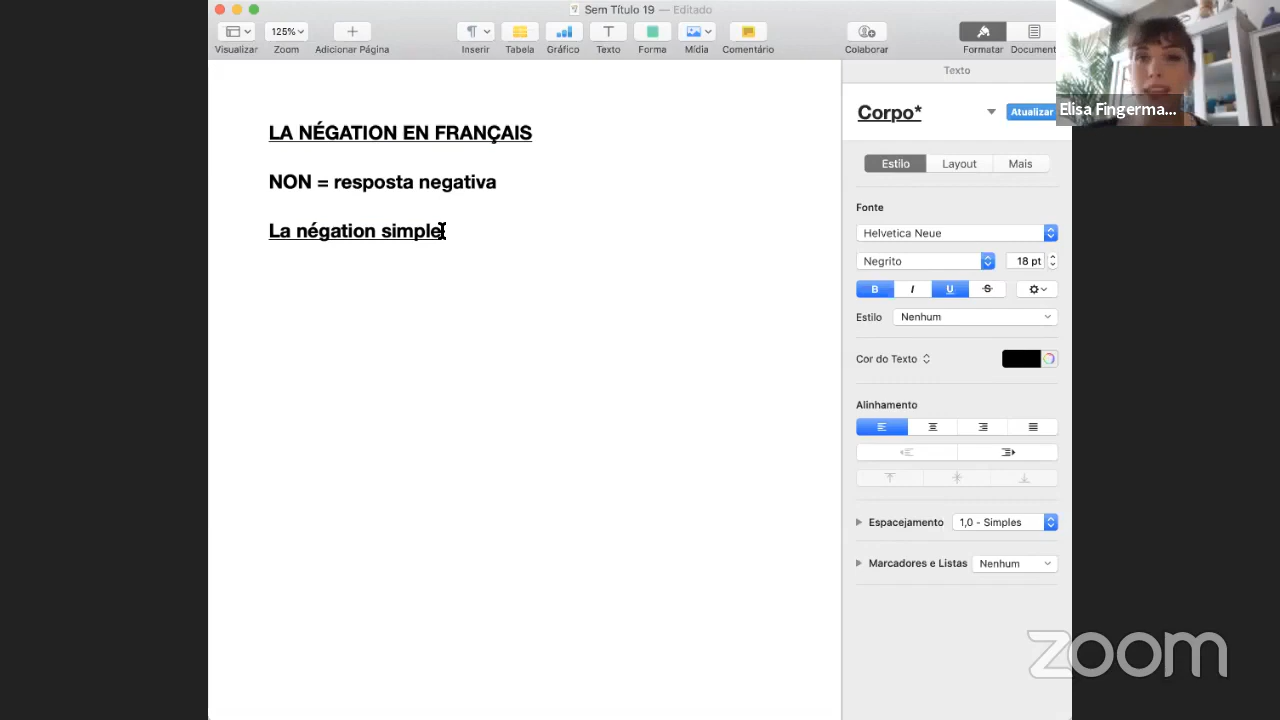 Sem Título 19 — Editado
Visualizar
125%
Zoom
Adicionar Página
Inserir
Tabela
Gráfico
Texto
Forma
Mídia
Comentário
Colaborar
Formatar
Document
Texto
Corpo*
Atualizar
Elisa Fingerma...
Estilo
Layout
Mais
LA NÉGATION EN FRANÇAIS
NON = resposta negativa
La négation simple
Fonte
Helvetica Neue
Negrito
18 pt
B I U S
Estilo
Nenhum
Cor do Texto
Alinhamento
Espaçejamento
1,0 - Simples
Marcadores e Listas
Nenhum
zoom